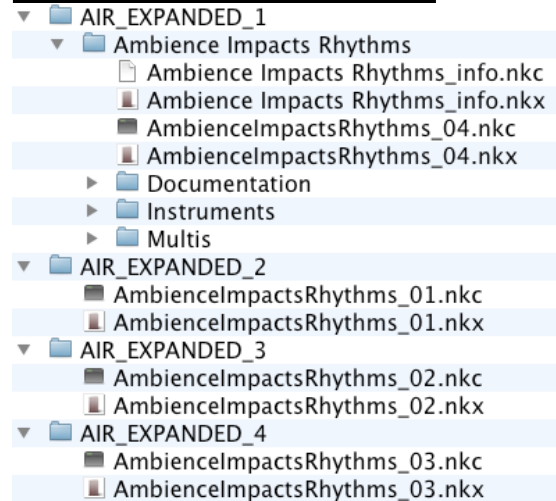 AIR_EXPANDED_1
Ambience Impacts Rhythms
Ambience Impacts Rhythms_info.nkc
Ambience Impacts Rhythms_info.nkx
AmbienceImpactsRhythms_04.nkc
AmbienceImpactsRhythms_04.nkx
Documentation
Instruments
Multis
AIR_EXPANDED_2
AmbienceImpactsRhythms_01.nkc
AmbienceImpactsRhythms_01.nkx
AIR_EXPANDED_3
AmbienceImpactsRhythms_02.nkc
AmbienceImpactsRhythms_02.nkx
AIR_EXPANDED_4
AmbienceImpactsRhythms_03.nkc
AmbienceImpactsRhythms_03.nkx